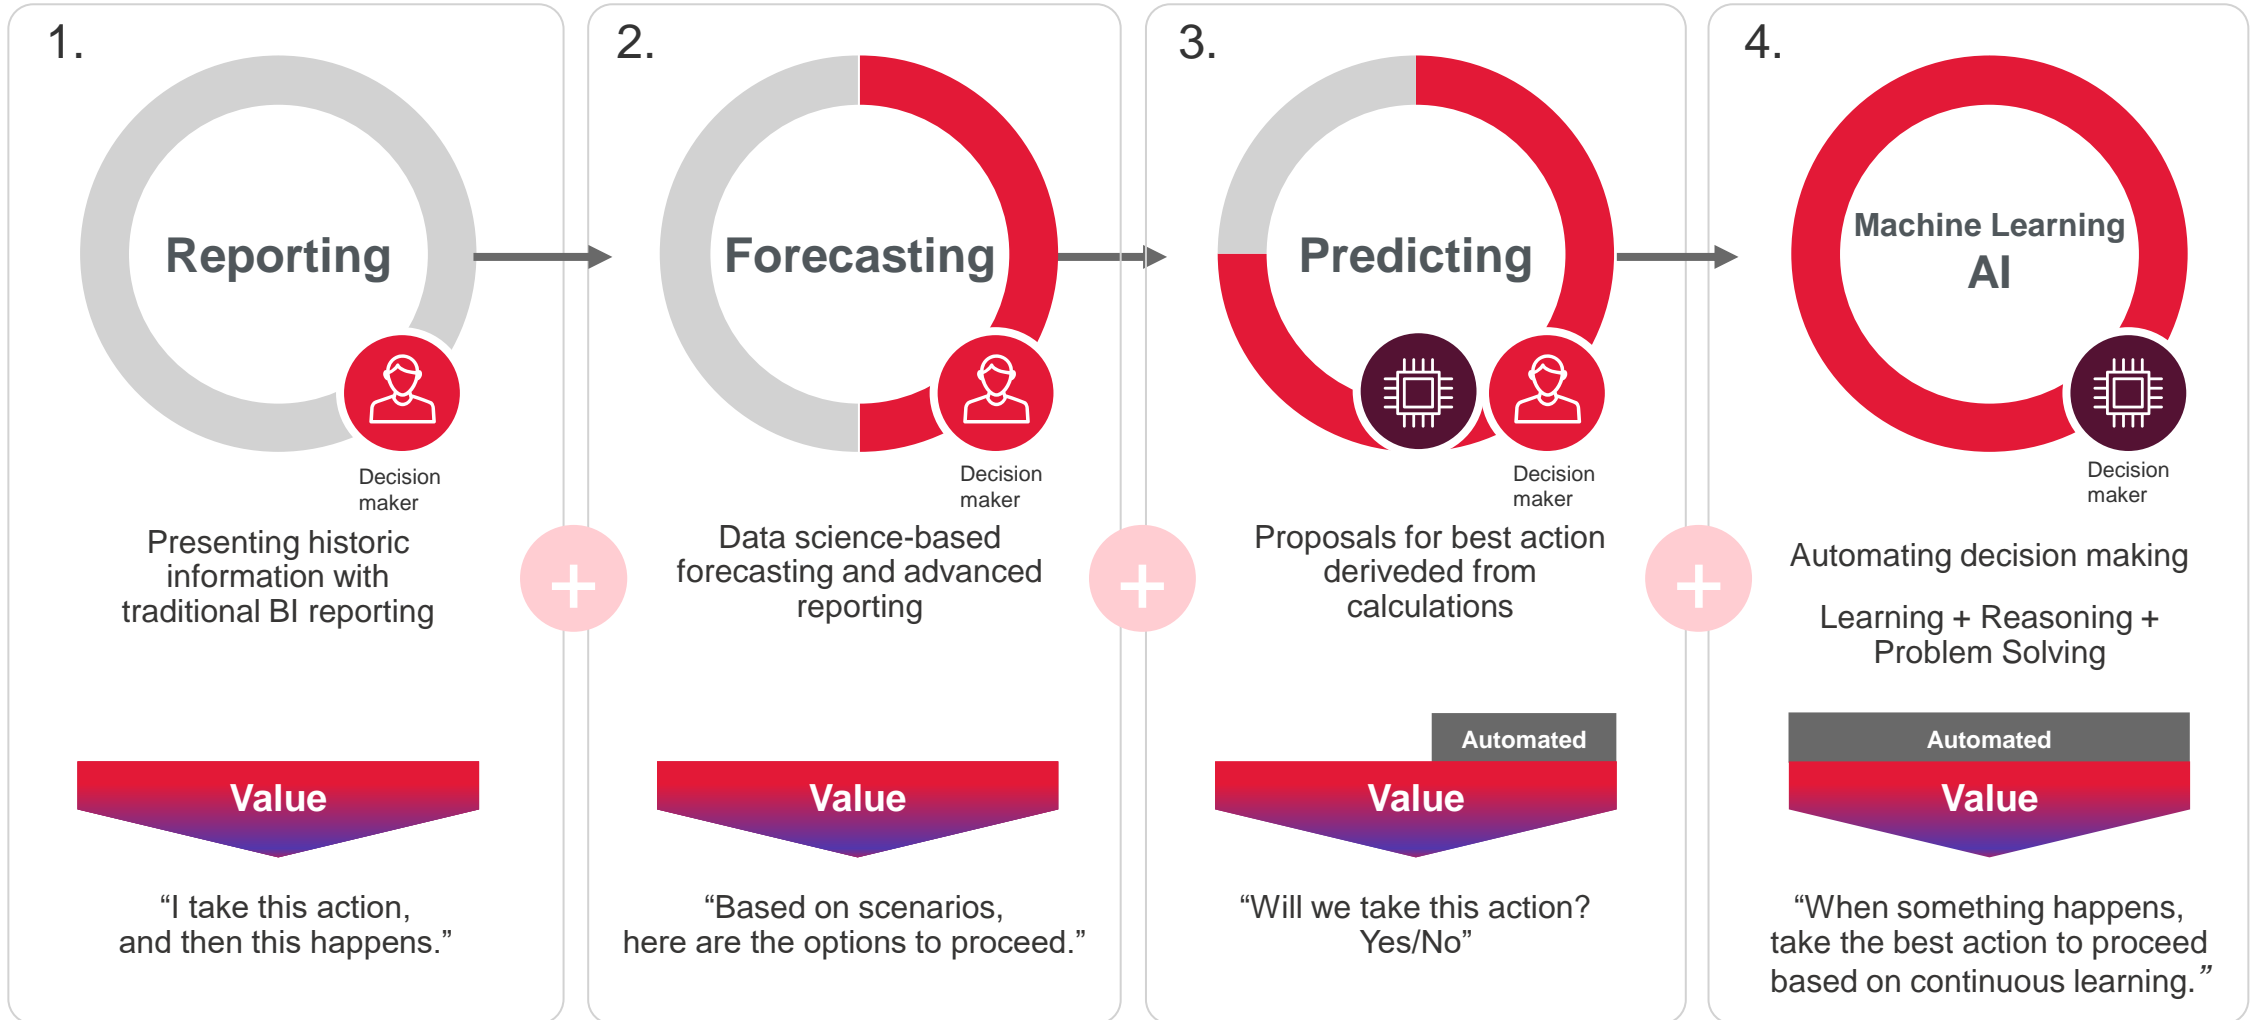 1.
Reporting
Decision
maker
Presenting historic
information with
traditional BI reporting
Value
“I take this action,
and then this happens.”
+
2.
Forecasting
Decision
maker
Data science-based
forecasting and advanced
reporting
Value
“Based on scenarios,
here are the options to proceed.”
+
3.
Predicting
Decision
maker
Proposals for best action
deriveded from
calculations
Automated
Value
“Will we take this action?
Yes/No”
+
4.
Machine Learning
AI
Decision
maker
Automating decision making
Learning + Reasoning +
Problem Solving
Automated
Value
“When something happens,
take the best action to proceed
based on continuous learning.”